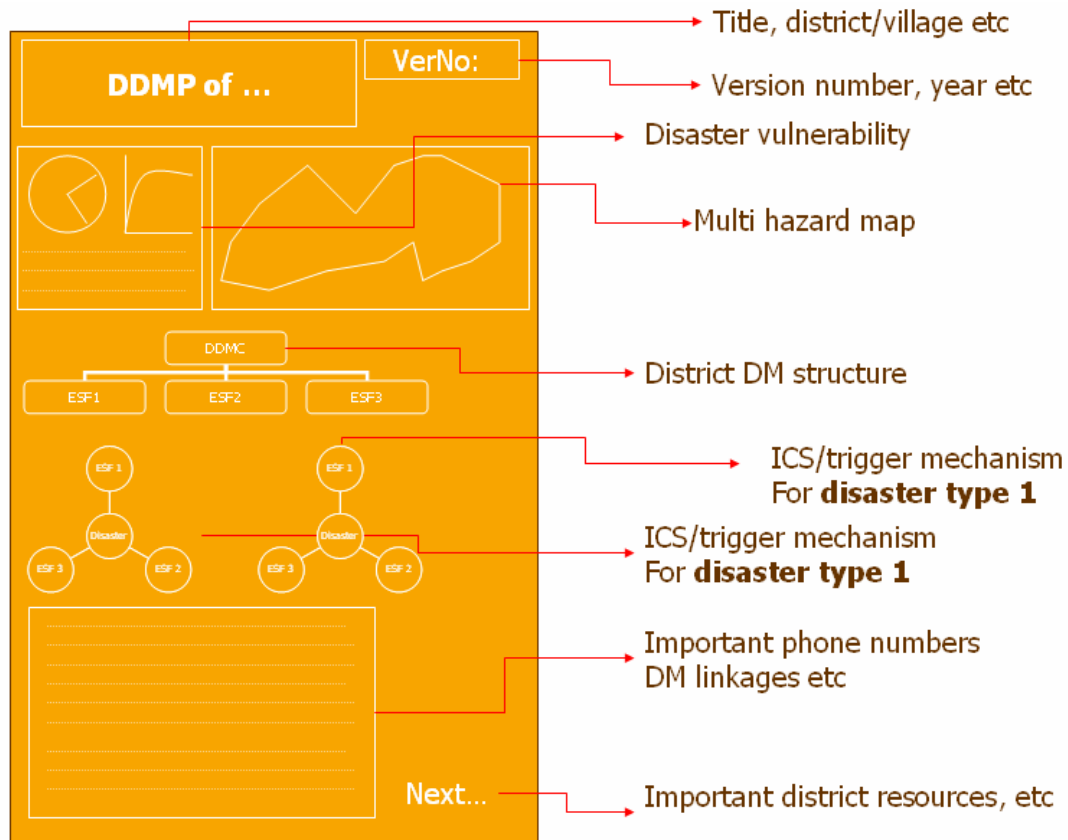 Title, district/village etc
DDMP of ...
VerNo:
Version number, year etc
Disaster vulnerability
Multi hazard map
DDMC
District DM structure
ESF1
ESF2
ESF3
ESF 1
ESF 1
ICS/trigger mechanism
For disaster type 1
Disaster
Disaster
ICS/trigger mechanism
For disaster type 1
ESF 3
ESF 2
ESF 3
ESF 2
Important phone numbers
DM linkages etc
Next...
Important district resources, etc